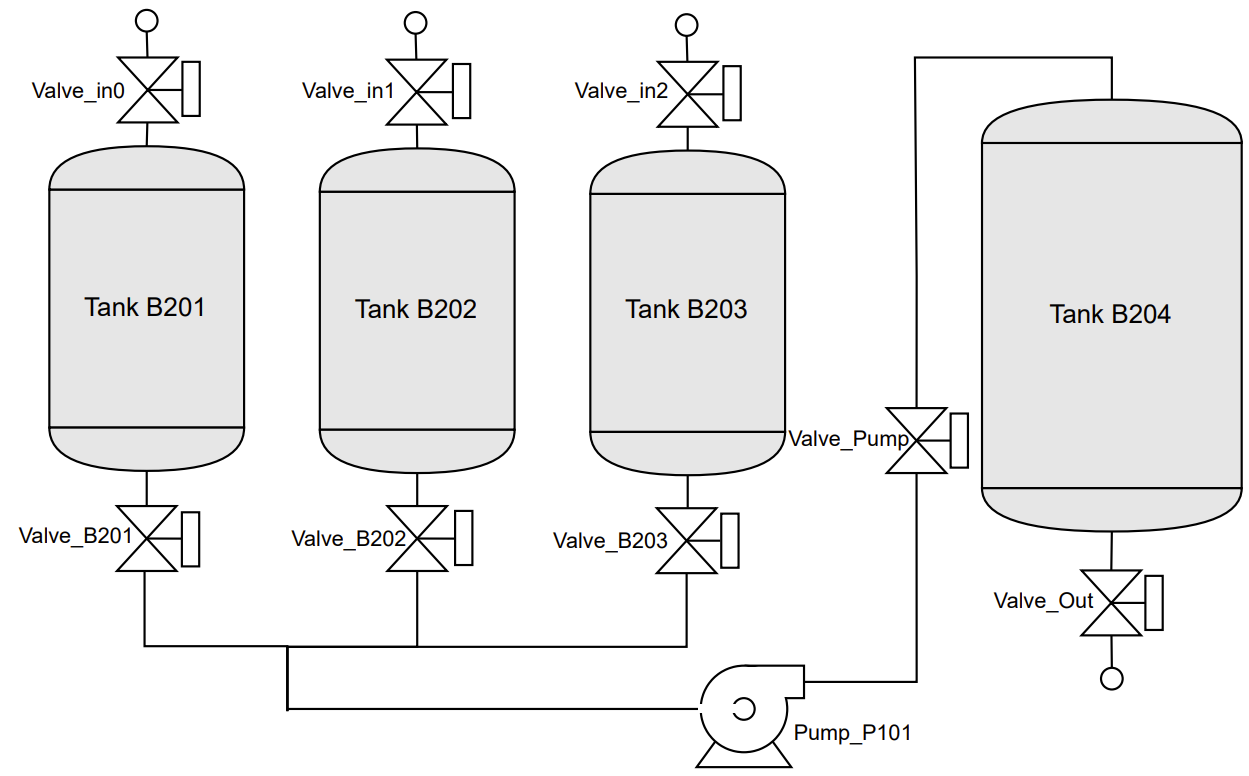 Valve_in0
Valve_in1
Valve_in2
Tank B201
Tank B202
Tank B203
Tank B204
Valve_Pump
Valve_B201
Valve_B202
Valve_B203
Valve_Out
Pump_P101